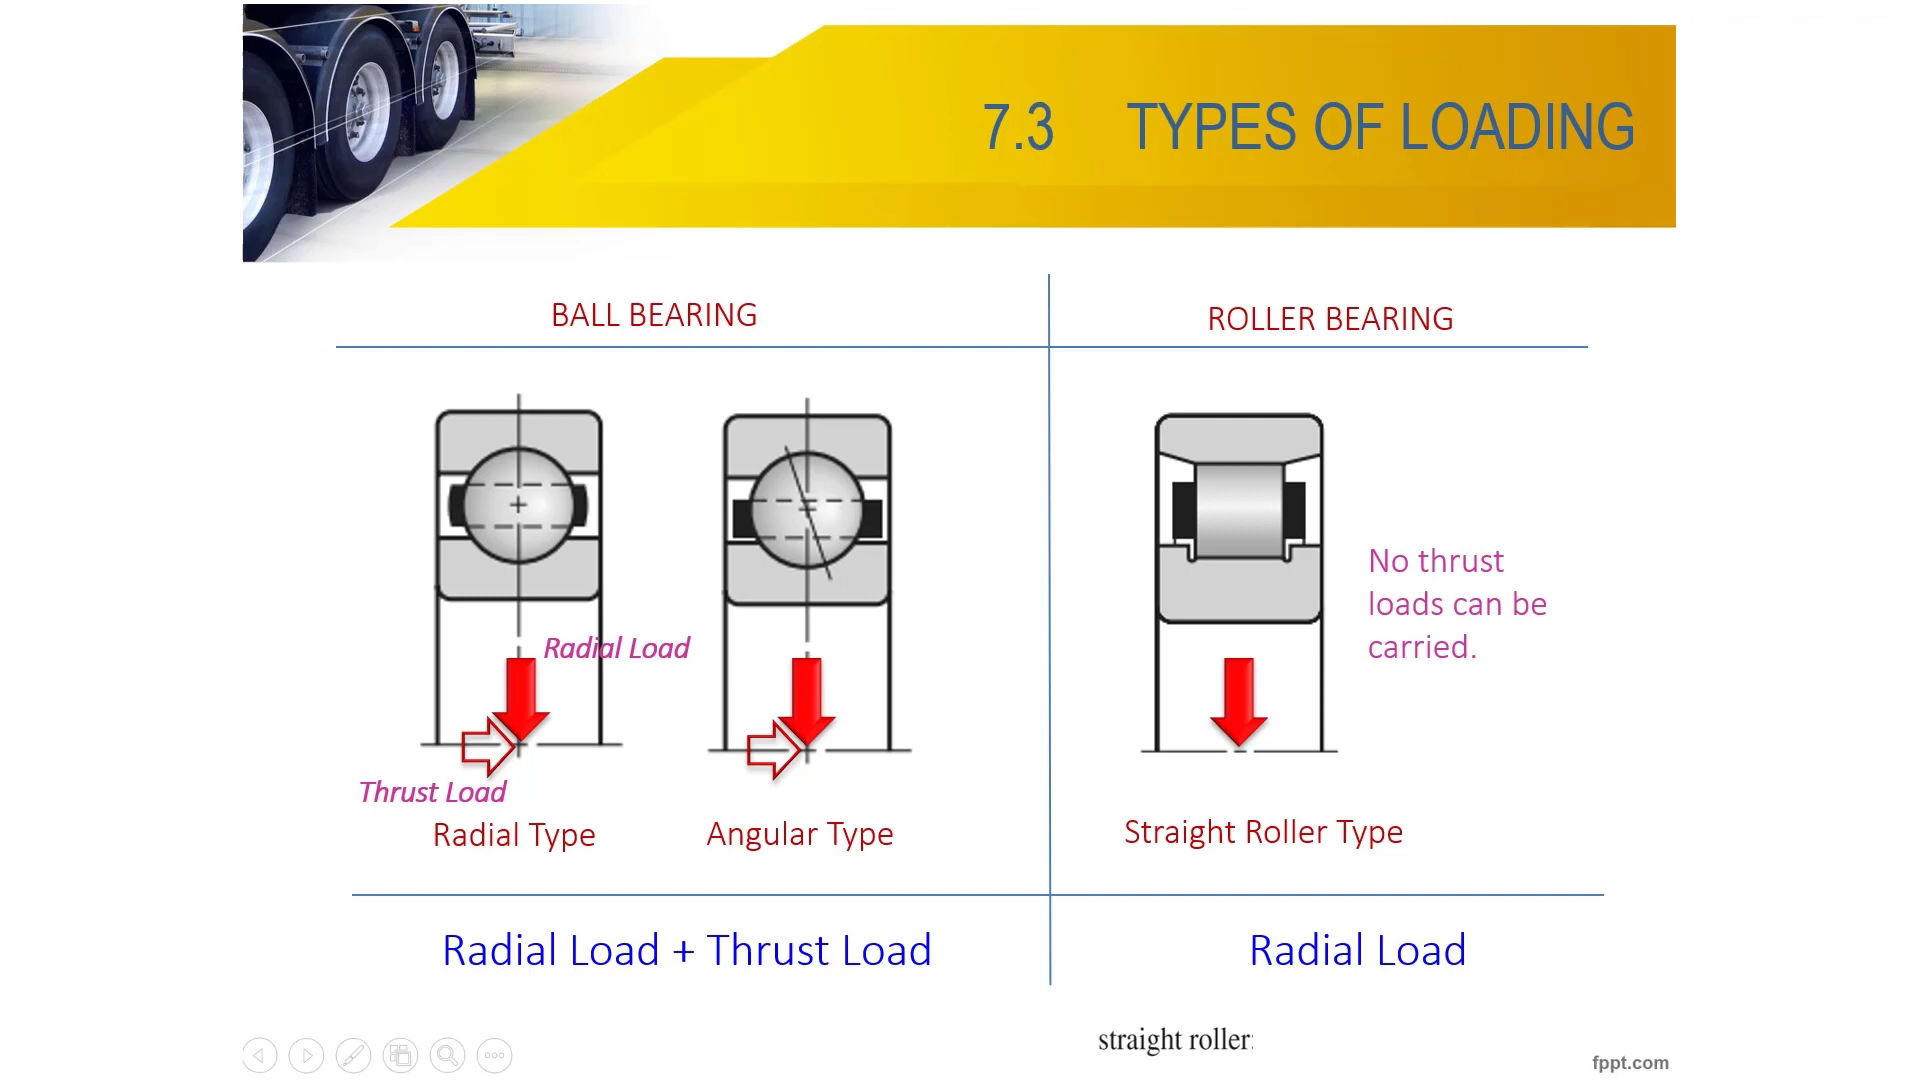 7.3 TYPES OF LOADING
BALL BEARING
ROLLER BEARING
No thrust
loads can be
carried.
Radial Load
Thrust Load
Radial Type
Angular Type
Straight Roller Type
Radial Load + Thrust Load
Radial Load
straight roller:
fppt.com